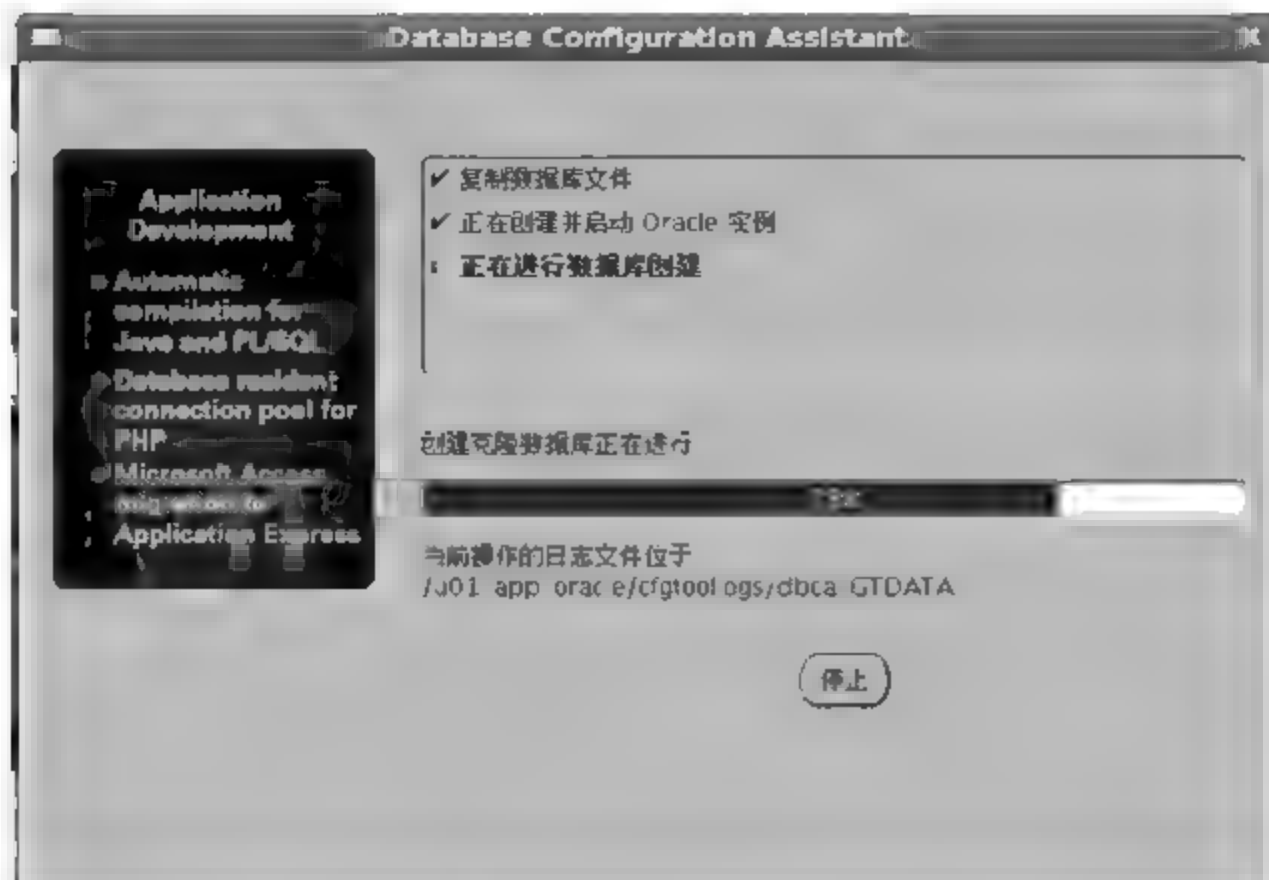 Database Configuration Assistant
Application
Development
Automatic
compilation for
Java and PL/SQL
Database resident
connection pool for
PHP
Microsoft Access
migration to
Application Express
复制数据库文件
正在创建并启动 Oracle 实例
正在进行数据库创建
创建克隆数据库正在进行
当前操作的日志文件位于
/u01/app/oracle/cfgtoollogs/dbca/GTDATA
停止